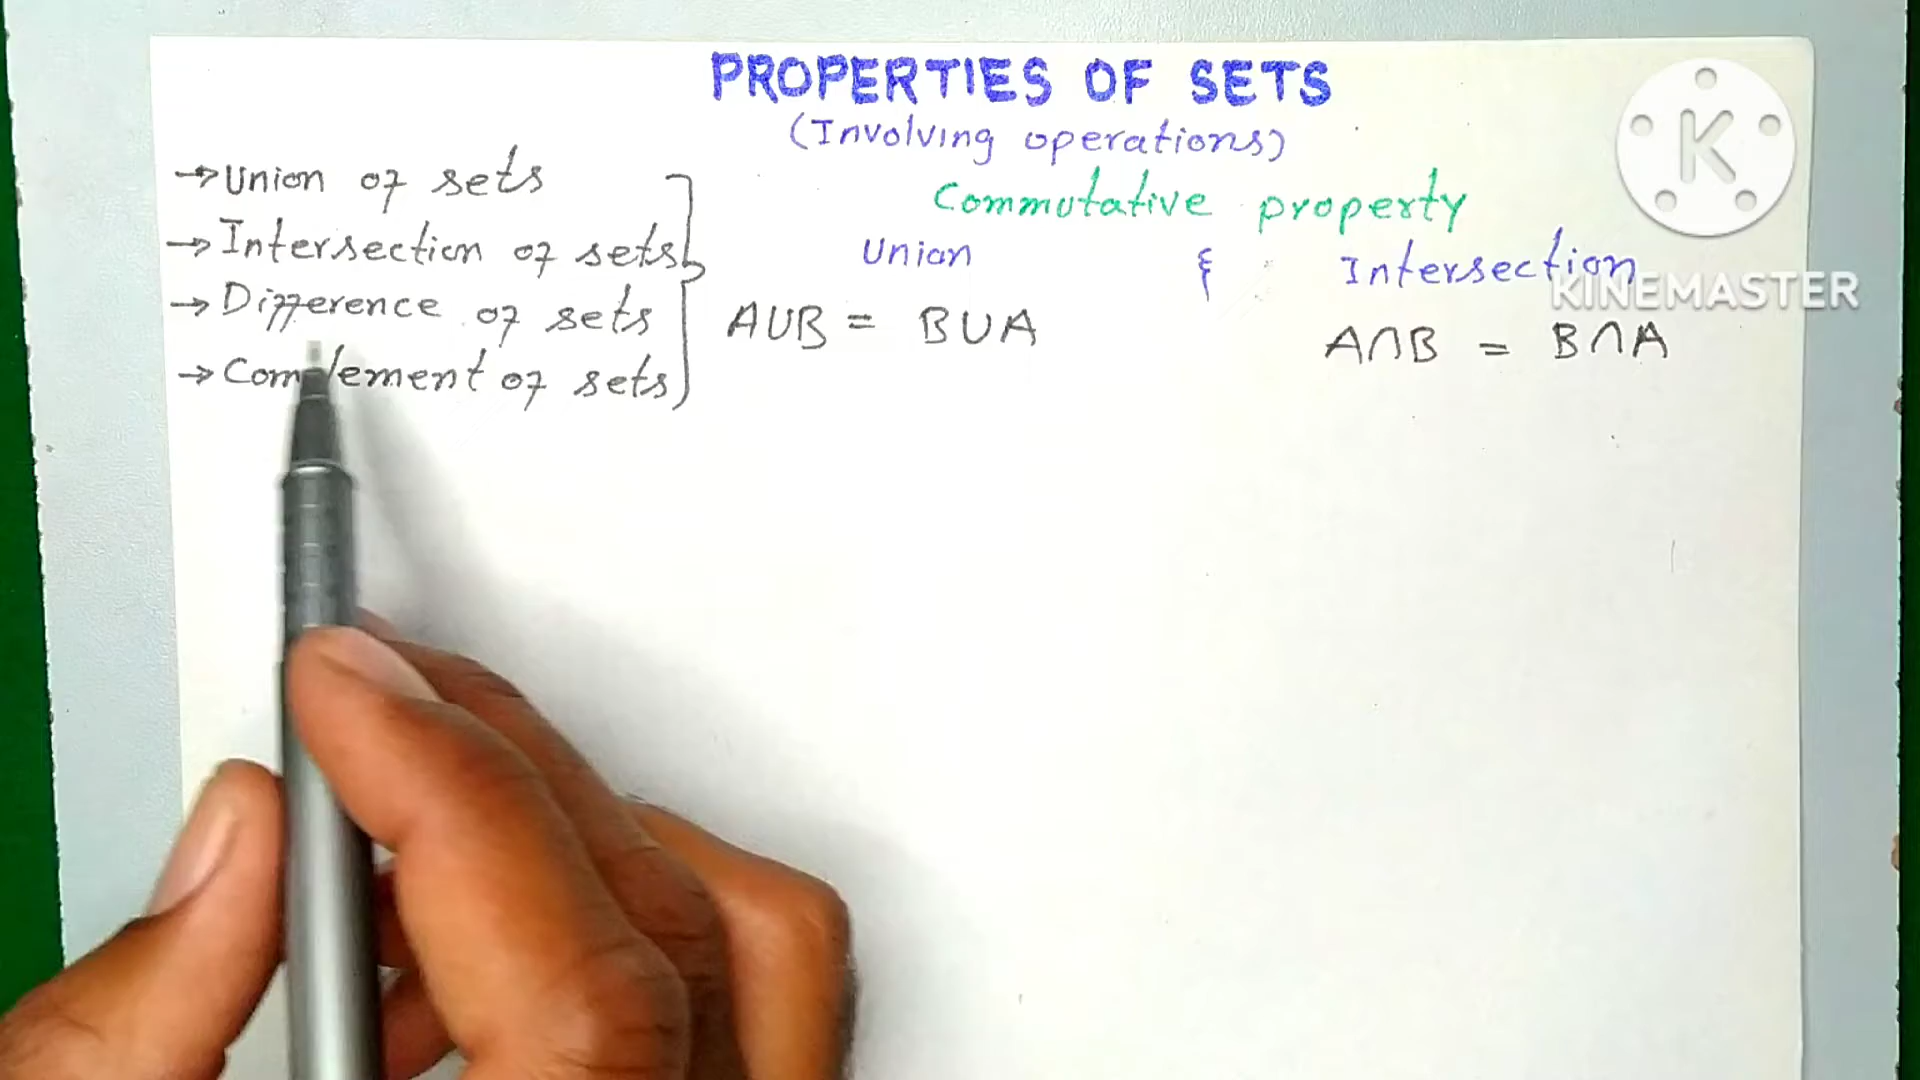 PROPERTIES OF SETS
(Involving operations)
→ Union of sets
→ Intersection of sets
→ Difference of sets
→ Complement of sets
Commutative property
Union & Intersection
A∪B = B∪A
A∩B = B∩A
K
KINEMASTER